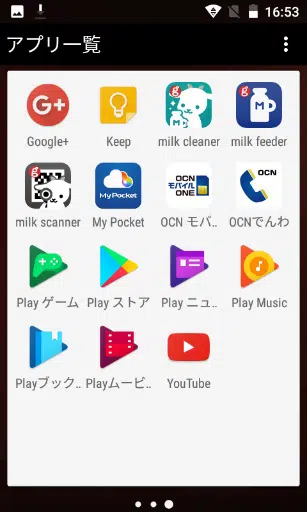 16:53
アプリ一覧
G+
g
g
M
Google+
Keep
milk cleaner
milk feeder
g
My Pocket
OCN
モバイル
ONE
OCN
milk scanner
My Pocket
OCN モバ..
OCNでんわ
Play ゲーム
Play ストア
Play ニュ..
Play Music
Playブック..
Playムービ..
YouTube